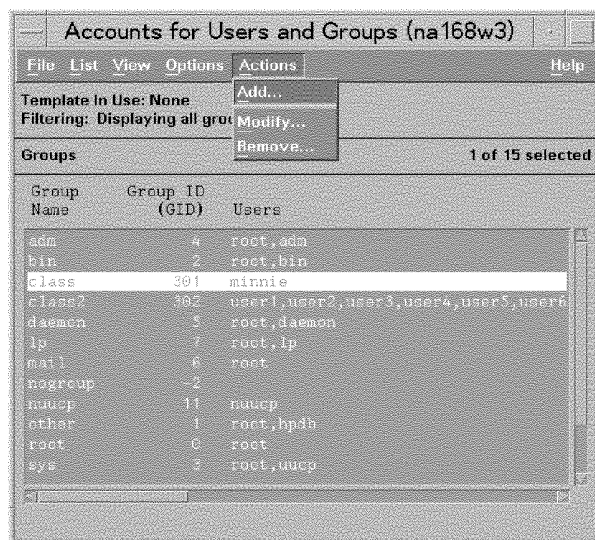 Accounts for Users and Groups (na168w3)
File List View Options Actions Help
Add...
Modify...
Remove...
Template In Use: None
Filtering: Displaying all grou
Groups 1 of 15 selected
Group Name Group ID (GID) Users
adm 4 root,adm
bin 2 root,bin
class 301 minnie
class2 302 user1,user2,user3,user4,user5,user6
daemon 5 root,daemon
lp 7 root,lp
mail 6 root
nogroup -2
nuucp 11 nuucp
other 1 root,hpdb
root 0 root
sys 3 root,uucp